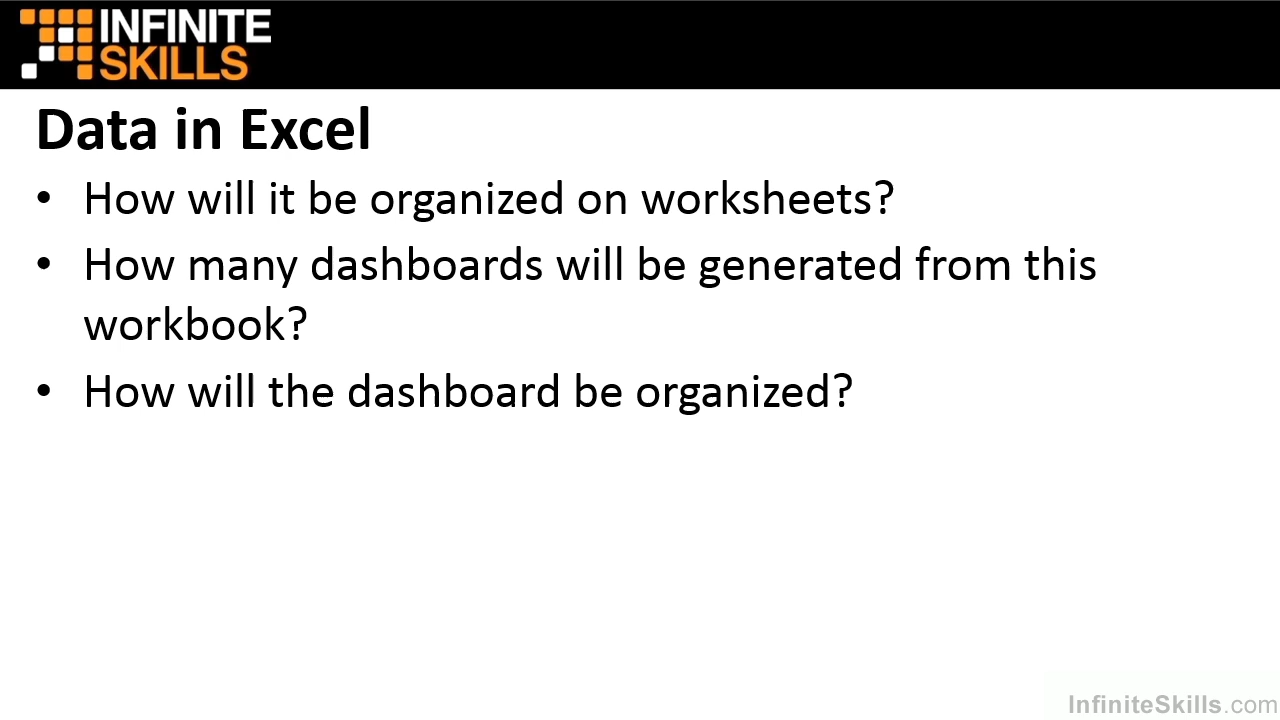 INFINITE
SKILLS
Data in Excel
• How will it be organized on worksheets?
• How many dashboards will be generated from this
workbook?
• How will the dashboard be organized?
InfiniteSkills.com